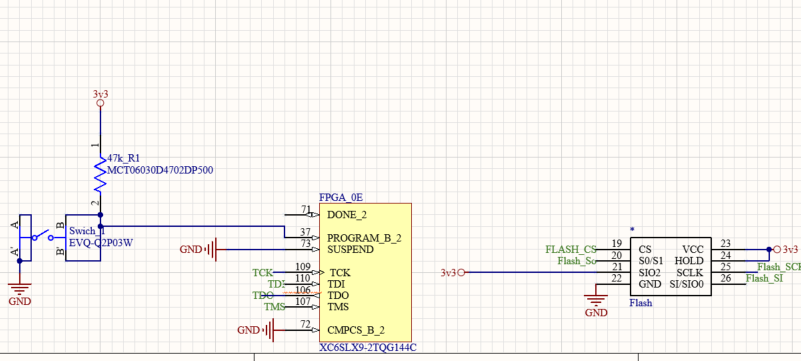 3v3
1
47k_R1
MCT06030D4702DP500
2
A
B
A'
B'
Swich_1
EVQ-Q2P03W
GND
FPGA_0E
71
DONE_2
37
PROGRAM_B_2
GND
73
SUSPEND
TCK
109
TCK
TDI
110
TDI
TDO
106
TDO
TMS
107
TMS
GND
72
CMPCS_B_2
XC6SLX9-2TQG144C
*
FLASH_CS
19
CS
VCC
23
3v3
Flash_So
20
S0/S1
HOLD
24
3v3
21
SIO2
SCLK
25
Flash_SCK
22
GND
SI/SIO0
26
Flash_SI
GND
Flash